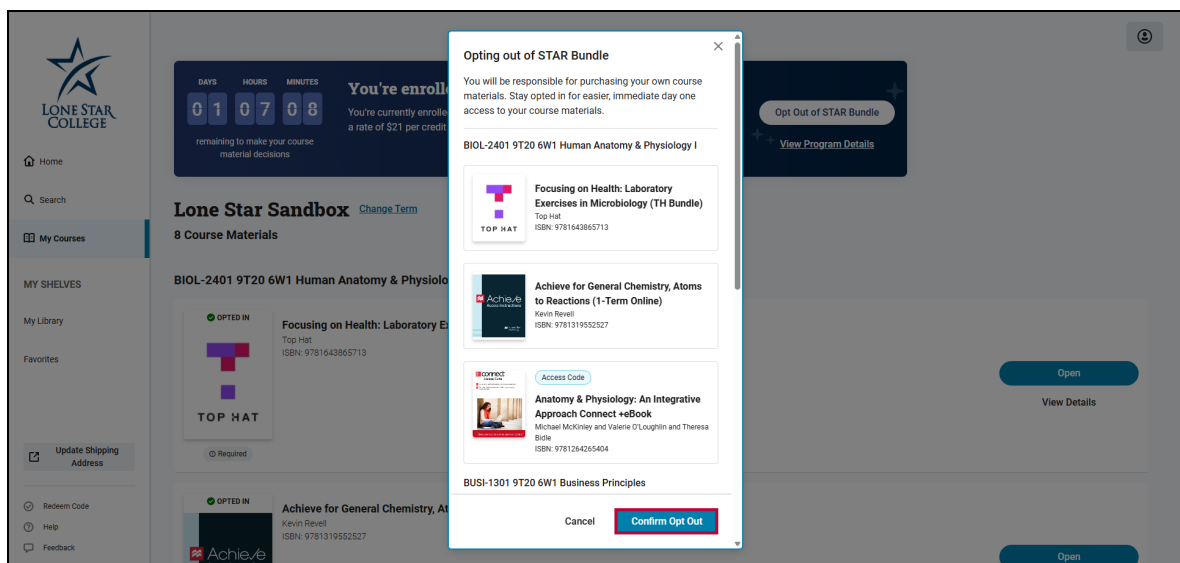 LONE STAR
COLLEGE
Home
Search
My Courses
MY SHELVES
My Library
Favorites
Update Shipping
Address
Redeem Code
Help
Feedback
DAYS HOURS MINUTES
0 1 0 7 0 8
remaining to make your course
material decisions
You're enrolle
You're currently enrolle
a rate of $21 per credit
Opt Out of STAR Bundle
View Program Details
Lone Star Sandbox Change Term
8 Course Materials
BIOL-2401 9T20 6W1 Human Anatomy & Physiolo
OPTED IN
TOP HAT
Required
Focusing on Health: Laboratory E
Top Hat
ISBN: 9781643865713
Open
View Details
OPTED IN
Achieve
Achieve for General Chemistry, At
Kevin Revell
ISBN: 9781319552527
Open
Opting out of STAR Bundle
You will be responsible for purchasing your own course
materials. Stay opted in for easier, immediate day one
access to your course materials.
BIOL-2401 9T20 6W1 Human Anatomy & Physiology I
TOP HAT
Focusing on Health: Laboratory
Exercises in Microbiology (TH Bundle)
Top Hat
ISBN: 9781643865713
Achieve
Achieve for General Chemistry, Atoms
to Reactions (1-Term Online)
Kevin Revell
ISBN: 9781319552527
connect
Access Code
Anatomy & Physiology: An Integrative
Approach Connect +eBook
Michael McKinley and Valerie O'Loughlin and Theresa
Bidle
ISBN: 9781264265404
BUSI-1301 9T20 6W1 Business Principles
Cancel
Confirm Opt Out